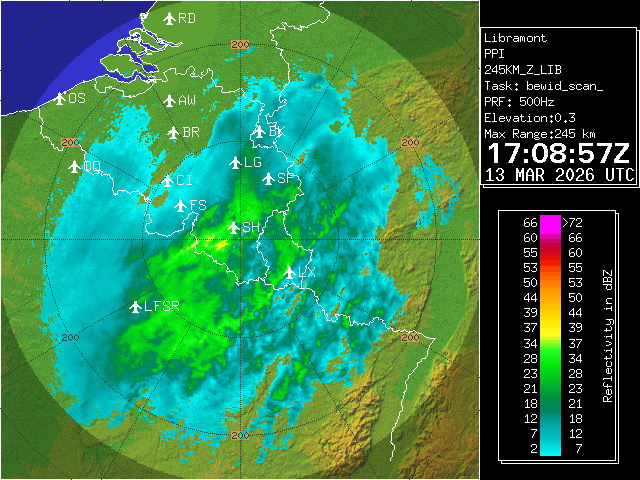 RD
200
OS
AW
BR
BK
200
LG
QQ
CI
SP
FS
SH
LX
LFSR
200
200
200
Libramont
PPI
245KM_Z_LIB
Task: bewid_scan_
PRF: 500Hz
Elevation:0.3
Max Range:245 km
17:08:57Z
13 MAR 2026 UTC
66 >72
60 66
55 60
53 55
50 53
44 50
39 44
37 39
34 37
28 34
23 28
21 23
18 21
12 18
7 12
2 7
Reflectivity in dBZ